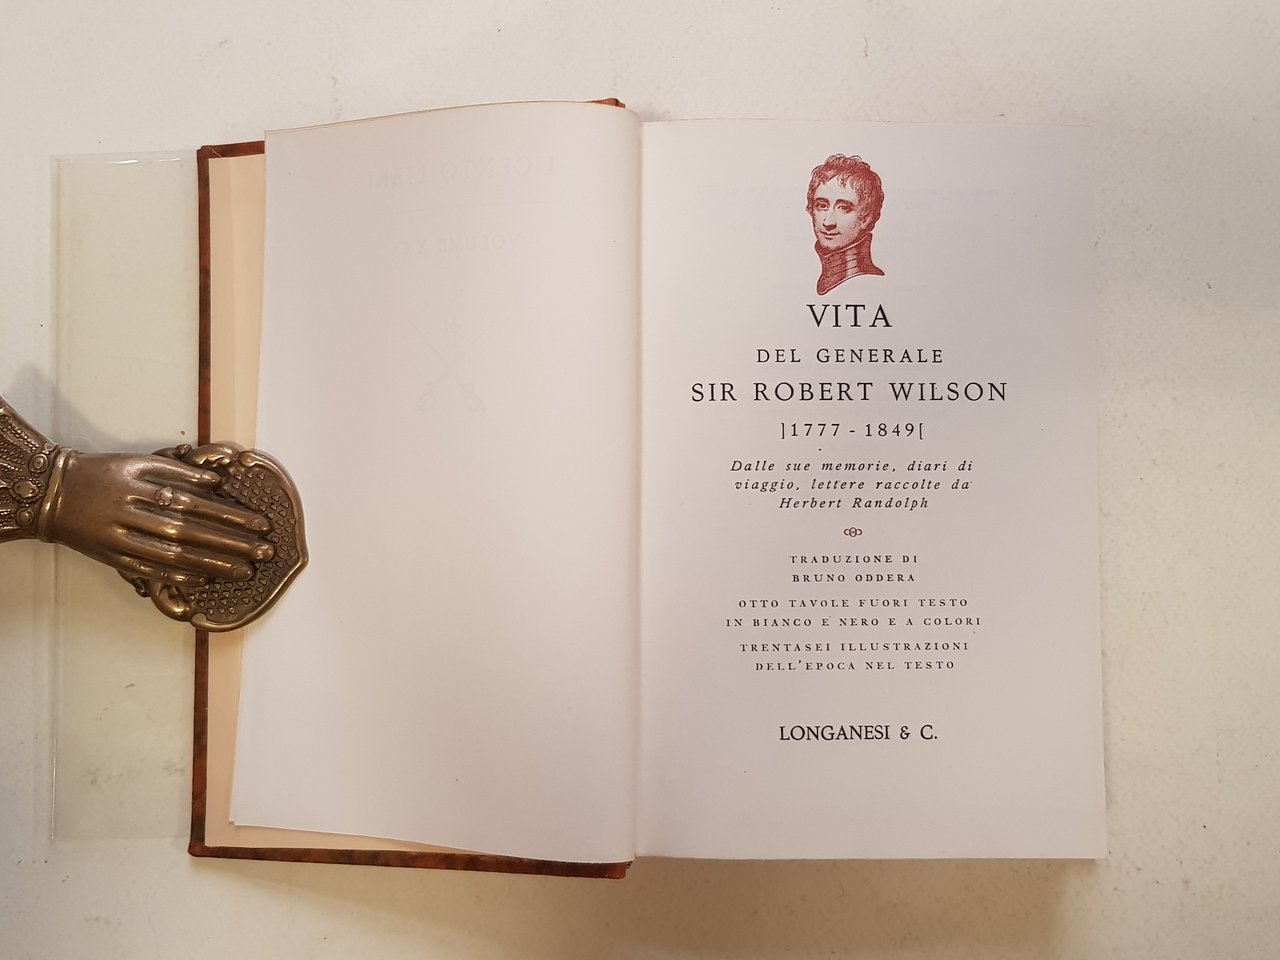 VITA
DEL GENERALE
SIR ROBERT WILSON
]1777 - 1849[
Dalle sue memorie, diari di
viaggio, lettere raccolte da
Herbert Randolph
TRADUZIONE DI
BRUNO ODDERA
OTTO TAVOLE FUORI TESTO
IN BIANCO E NERO E A COLORI
TRENTASEI ILLUSTRAZIONI
DELL'EPOCA NEL TESTO
LONGANESI & C.